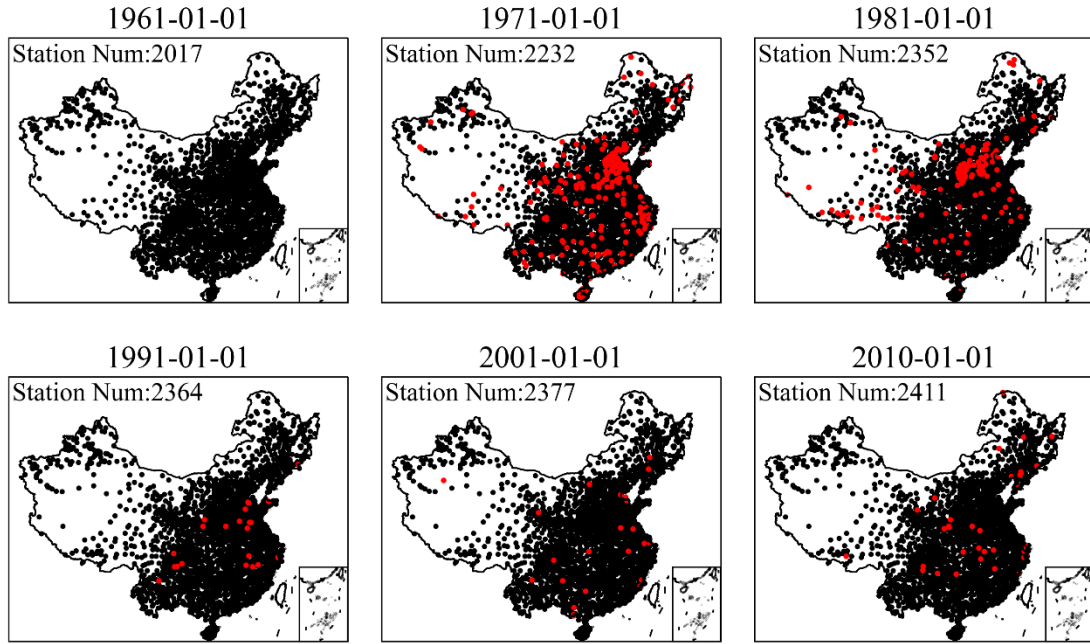 1961-01-01
Station Num:2017
1971-01-01
Station Num:2232
1981-01-01
Station Num:2352
1991-01-01
Station Num:2364
2001-01-01
Station Num:2377
2010-01-01
Station Num:2411